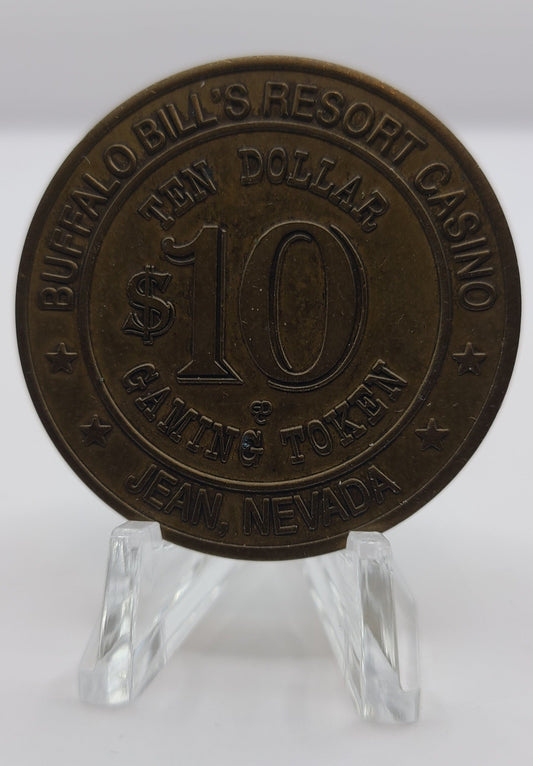 BUFFALO BILL'S RESORT CASINO
TEN DOLLAR
$10
GAMING TOKEN
JEAN, NEVADA